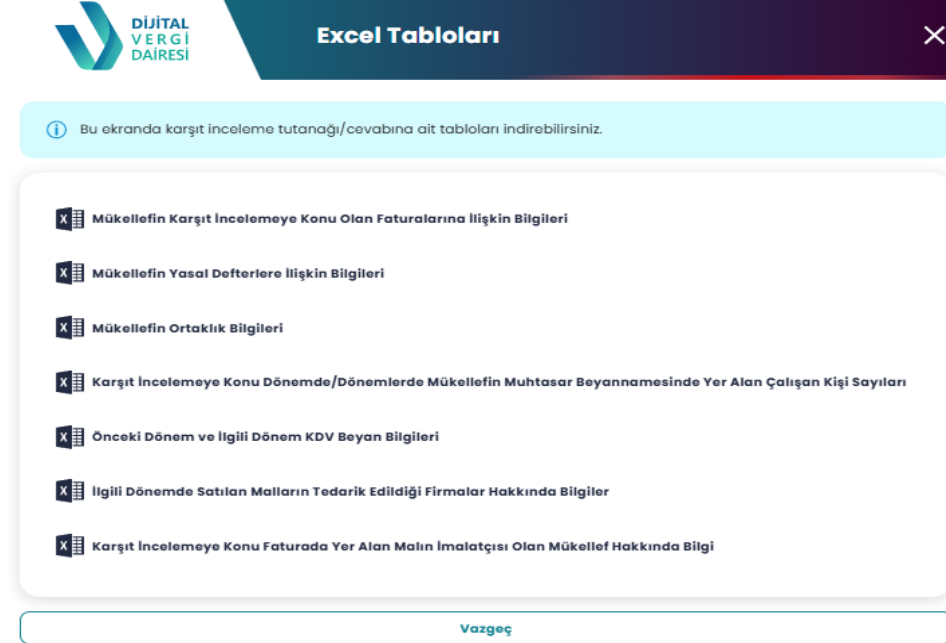 DİJİTAL
VERGİ
DAİRESİ
Excel Tabloları
Bu ekranda karşıt inceleme tutanağı/cevabına ait tabloları indirebilirsiniz.
Mükellefin Karşıt İncelemeye Konu Olan Faturalarına İlişkin Bilgileri
Mükellefin Yasal Defterlere İlişkin Bilgileri
Mükellefin Ortaklık Bilgileri
Karşıt İncelemeye Konu Dönemde/Dönemlerde Mükellefin Muhtasar Beyannamesinde Yer Alan Çalışan Kişi Sayıları
Önceki Dönem ve İlgili Dönem KDV Beyan Bilgileri
İlgili Dönemde Satılan Malların Tedarik Edildiği Firmalar Hakkında Bilgiler
Karşıt İncelemeye Konu Faturada Yer Alan Malın İmalatçısı Olan Mükellef Hakkında Bilgi
Vazgeç